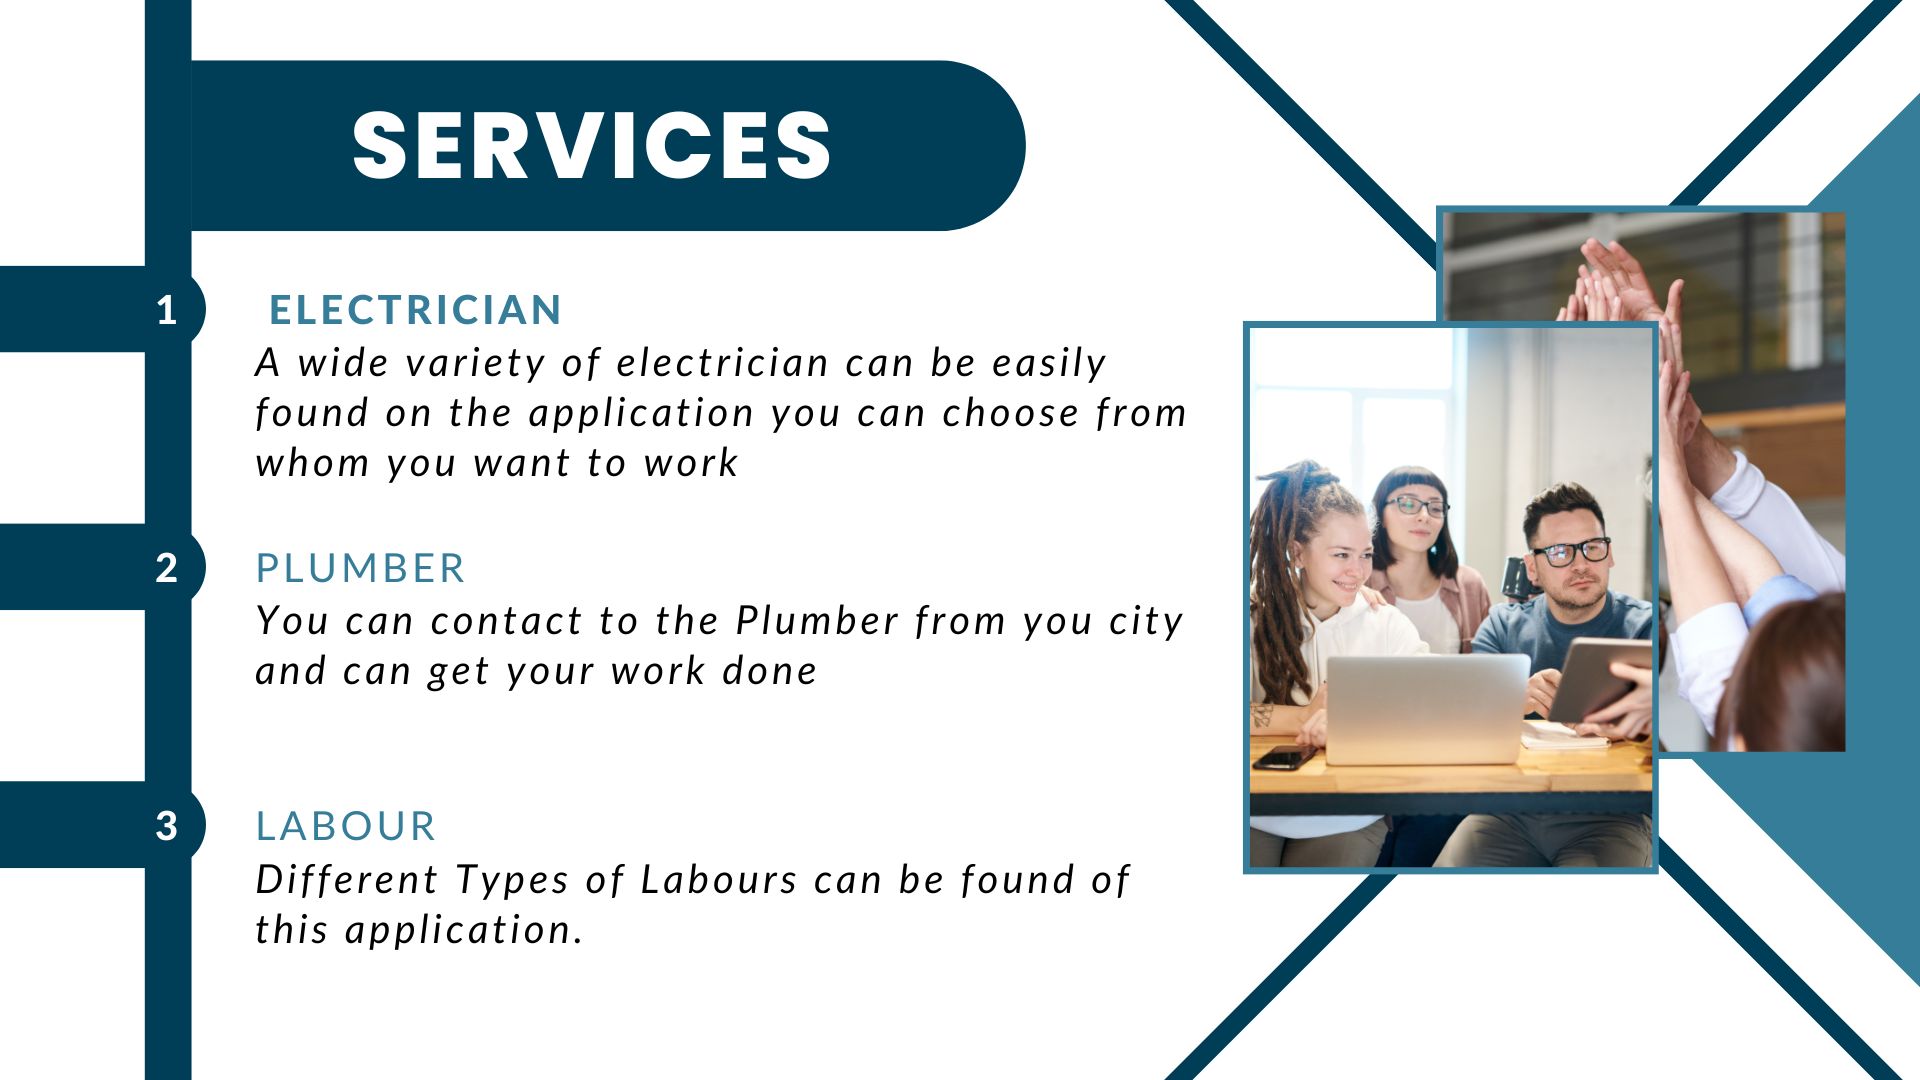 SERVICES
1
ELECTRICIAN
A wide variety of electrician can be easily
found on the application you can choose from
whom you want to work
2
PLUMBER
You can contact to the Plumber from you city
and can get your work done
3
LABOUR
Different Types of Labours can be found of
this application.